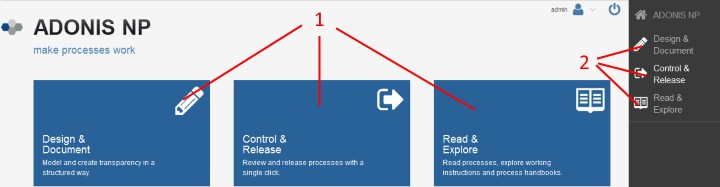 ADONIS NP
make processes work
1
admin
Design &
Document
Model and create transparency in a
structured way.
Control &
Release
Review and release processes with a
single click.
Read &
Explore
Read processes, explore working
instructions and process handbooks.
ADONIS NP
2
Design &
Document
Control &
Release
Read &
Explore